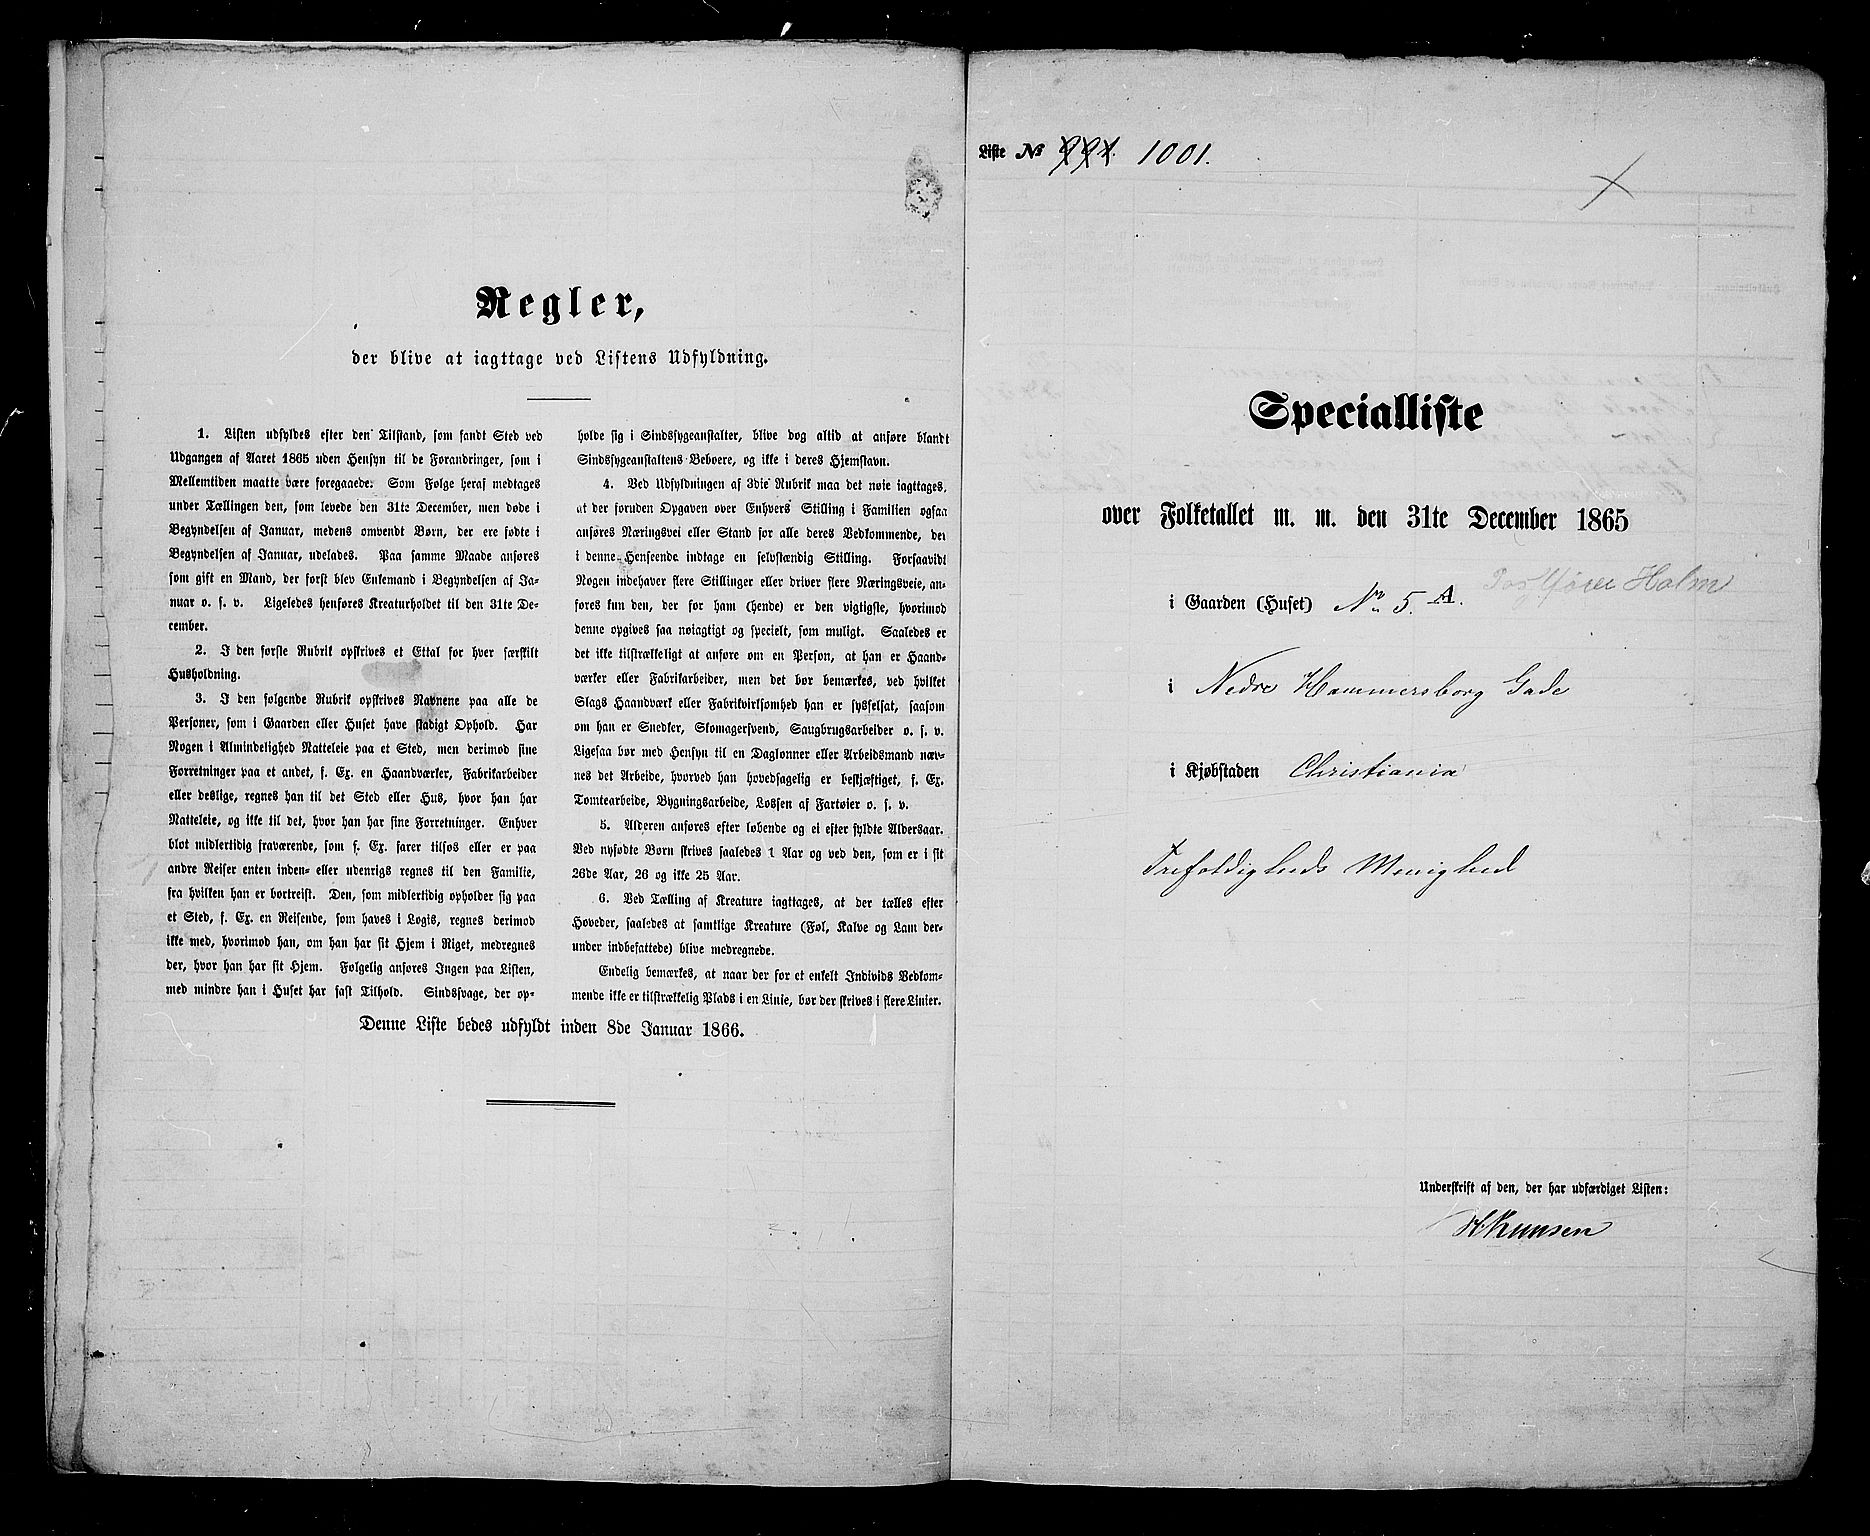 Regler,
der blive at iagttage ved Listens Udfyldning.
1. Listen udfyldes efter den Tilstand, som fandt Sted ved
Udgangen af Aaret 1865 uden Hensyn til de Forandringer, som i
Mellemtiden maatte være foregaaede. Som Følge heraf medtages
under Tællingen den, som levede den 31te December, men døde i
Begyndelsen af Januar, medens omvendt Børn, der ere fødte i
Begyndelsen af Januar, udelades. Paa samme Maade anføres
som gift en Mand, der først blev Enkemand i Begyndelsen af Ja-
nuar o. s. v. Ligeledes henføres Kreaturholdet til den 31te De-
cember.
2. I den første Rubrik opskrives et Ettal for hver særskilt
Husholdning.
3. I den følgende Rubrik opskrives Navnene paa alle de
Personer, som i Gaarden eller Huset have stadigt Ophold. Har
Nogen i Almindelighed Natteleie paa et Sted, men derimod sine
Forretninger paa et andet, f. Ex. en Haandværker, Fabrikarbeider
eller deslige, regnes han til det Sted eller Hus, hvor han har
Natteleie, og ikke til det, hvor han har sine Forretninger. Enhver
blot midlertidig fraværende, som f. Ex. farer tilsøs eller er paa
andre Reiser enten inden- eller udenrigs regnes til den Familie,
fra hvilken han er bortreist. Den, som midlertidig opholder sig paa
et Sted, f. Ex. en Reisende, som haves i Logis, regnes derimod
ikke med, hvorimod han, om han har sit Hjem i Riget, medregnes
der, hvor han har sit Hjem. Følgelig anføres Ingen paa Listen,
med mindre han i Huset har fast Tilhold. Sindssvage, der op-
holde sig i Sindssygeanstalter, blive dog altid at anføre blandt
Sindssygeanstaltens Beboere, og ikke i deres Hjemstavn.
4. Ved Udfyldningen af 3die Rubrik maa det nøie iagttages,
at der foruden Opgaven over Enhvers Stilling i Familien ogsaa
anføres Næringsvei eller Stand for alle deres Vedkommende, der
i denne Henseende indtage en selvstændig Stilling. Forsaavidt
Nogen indehaver flere Stillinger eller driver flere Næringsveie, an-
føres kun den, der for ham (hende) er den vigtigste, hvorimod
denne opgives saa nøiagtigt og specielt, som muligt. Saaledes er
det ikke tilstrækkeligt at anføre om en Person, at han er Haand-
værker eller Fabrikarbeider, men det bør bemærkes, ved hvilket
Slags Haandværk eller Fabrikvirksomhed han er sysselsat, saasom
om han er Snedker, Skomagersvend, Saugbrugsarbeider o. s. v.
Ligesaa bør med Hensyn til en Daglønner eller Arbeidsmand næv-
nes det Arbeide, hvorved han hovedsagelig er beskjæftiget, f. Ex.
Tomtearbeide, Bygningsarbeide, Lossen af Fartøier o. s. v.
5. Alderen anføres efter løbende og ei efter fyldte Aldersaar.
Ved nyfødte Børn skrives saaledes 1 Aar og ved den, som er i sit
26de Aar, 26 og ikke 25 Aar.
6. Ved Tælling af Kreature iagttages, at der tælles efter
Hoveder, saaledes at samtlige Kreature (Føl, Kalve og Lam der-
under indbefattede) blive medregnede.
Endelig bemærkes, at naar der for et enkelt Individs Vedkom-
mende ikke er tilstrækkelig Plads i en Linie, bør der skrives i flere Linier.
Denne Liste bedes udfyldt inden 8de Januar 1866.
Liste No 1001.
Specialliste
over Folketallet m. m. den 31te December 1865
i Gaarden (Huset) No 5. A. Holm
i Nedre Hammersborg Gade
i Kjøbstaden Christiania
Trefoldigheds Menighed
Underskrift af den, der har udfærdiget Listen: